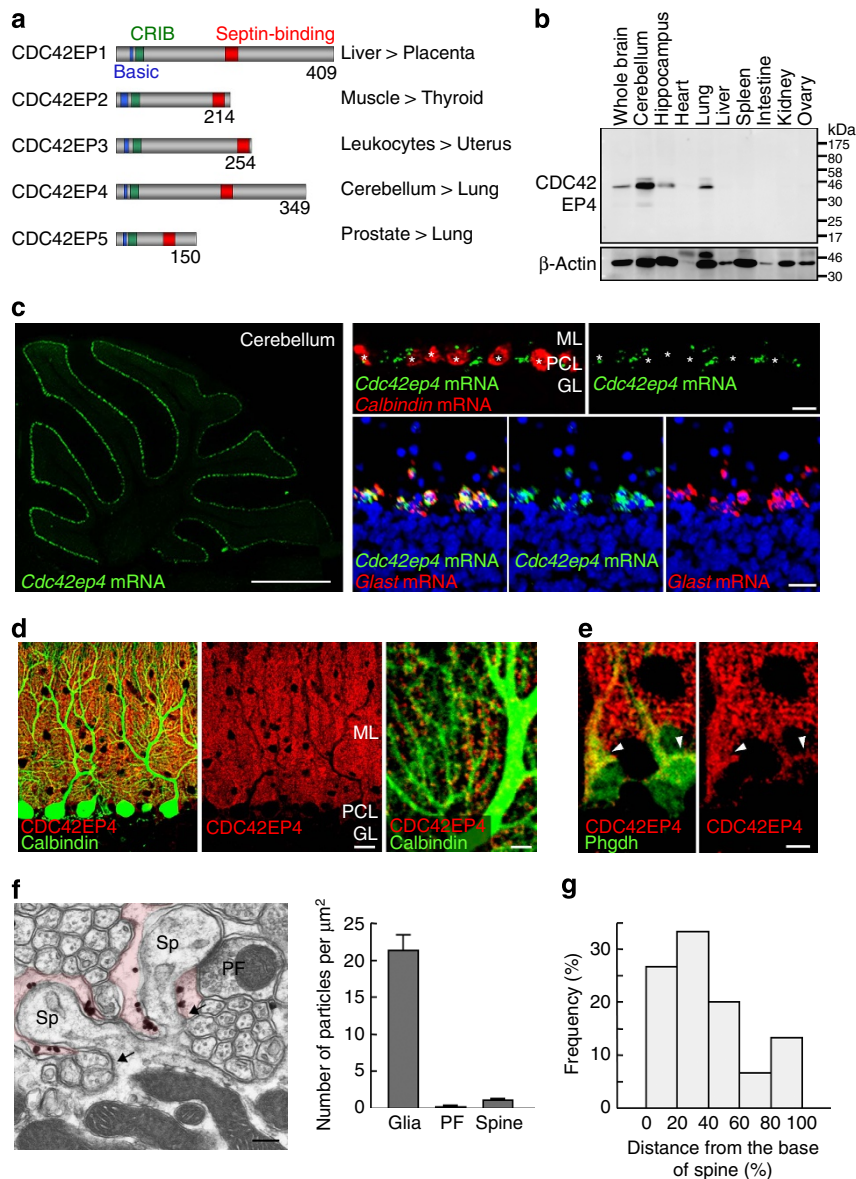 a
CRIB
Septin-binding
CDC42EP1
Liver > Placenta
Basic
409
CDC42EP2
Muscle > Thyroid
214
CDC42EP3
Leukocytes > Uterus
254
CDC42EP4
Cerebellum > Lung
349
CDC42EP5
Prostate > Lung
150
b
Whole brain
Cerebellum
Hippocampus
Heart
Lung
Liver
Spleen
Intestine
Kidney
Ovary
kDa
175
80
58
46
30
25
17
CDC42
EP4
β-Actin
46
30
c
Cerebellum
Cdc42ep4 mRNA
ML
PCL
GL
Cdc42ep4 mRNA
Calbindin mRNA
Cdc42ep4 mRNA
Cdc42ep4 mRNA
Glast mRNA
Cdc42ep4 mRNA
Glast mRNA
d
CDC42EP4
Calbindin
ML
PCL
GL
CDC42EP4
CDC42EP4
Calbindin
e
CDC42EP4
Phgdh
CDC42EP4
f
Sp
PF
Sp
Number of particles per µm²
25
20
15
10
5
0
Glia PF Spine
g
Frequency (%)
30
20
10
0
0 20 40 60 80 100
Distance from the base
of spine (%)